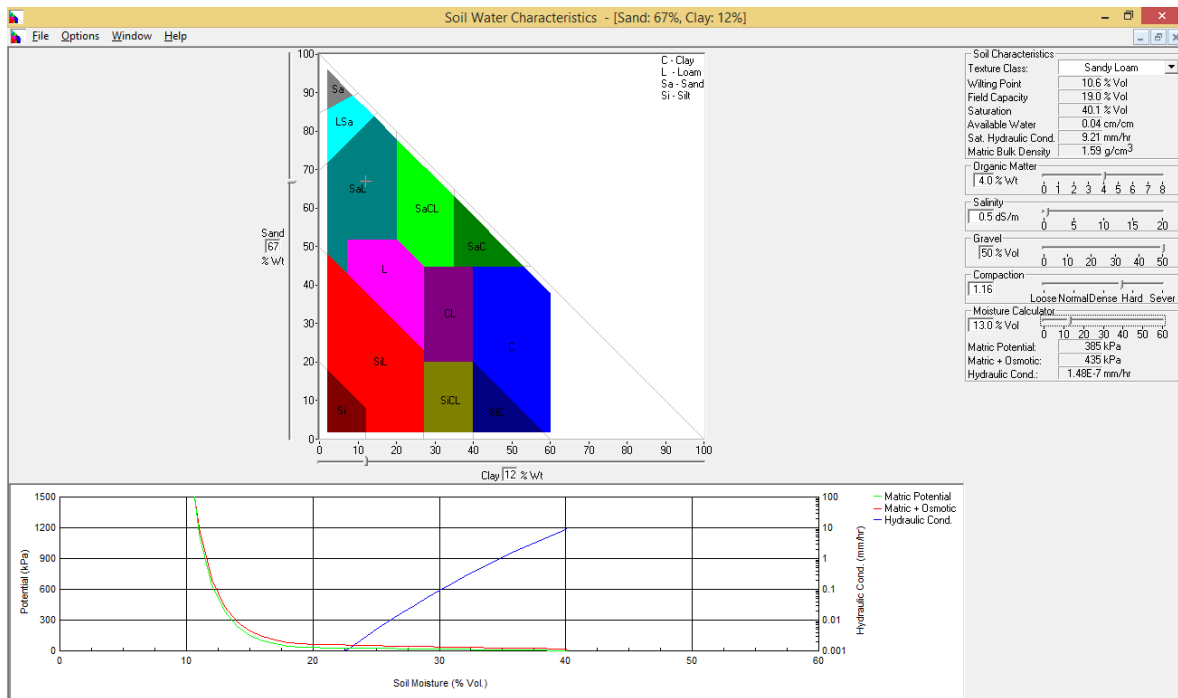 Soil Water Characteristics - [Sand: 67%, Clay: 12%]
File Options Window Help
C - Clay
L - Loam
Sa - Sand
Si - Silt
100
90
80
70
60
50
40
30
20
10
0
Sand
67
% Wt
Sa
LSa
SaL
SaCL
SaC
L
CL
C
SiL
SiCL
SiC
Si
0 10 20 30 40 50 60 70 80 90 100
Clay 12 % Wt
Soil Characteristics
Texture Class: Sandy Loam
Wilting Point 10.6 % Vol
Field Capacity 19.0 % Vol
Saturation 40.1 % Vol
Available Water 0.04 cm/cm
Sat. Hydraulic Cond. 9.21 mm/hr
Matric Bulk Density 1.59 g/cm3
Organic Matter
4.0 % Wt
0 1 2 3 4 5 6 7 8
Salinity
0.5 dS/m
0 5 10 15 20
Gravel
50 % Vol
0 10 20 30 40 50
Compaction
1.16
Loose Normal Dense Hard Sever
Moisture Calculator
13.0 % Vol
0 10 20 30 40 50 60
Matric Potential: 385 kPa
Matric + Osmotic: 435 kPa
Hydraulic Cond.: 1.48E-7 mm/hr
Potential (kPa)
1500
1200
900
600
300
0
0 10 20 30 40 50 60
Soil Moisture (% Vol.)
100
10
1
0.1
0.01
0.001
Hydraulic Cond. (mm/hr)
Matric Potential
Matric + Osmotic
Hydraulic Cond.